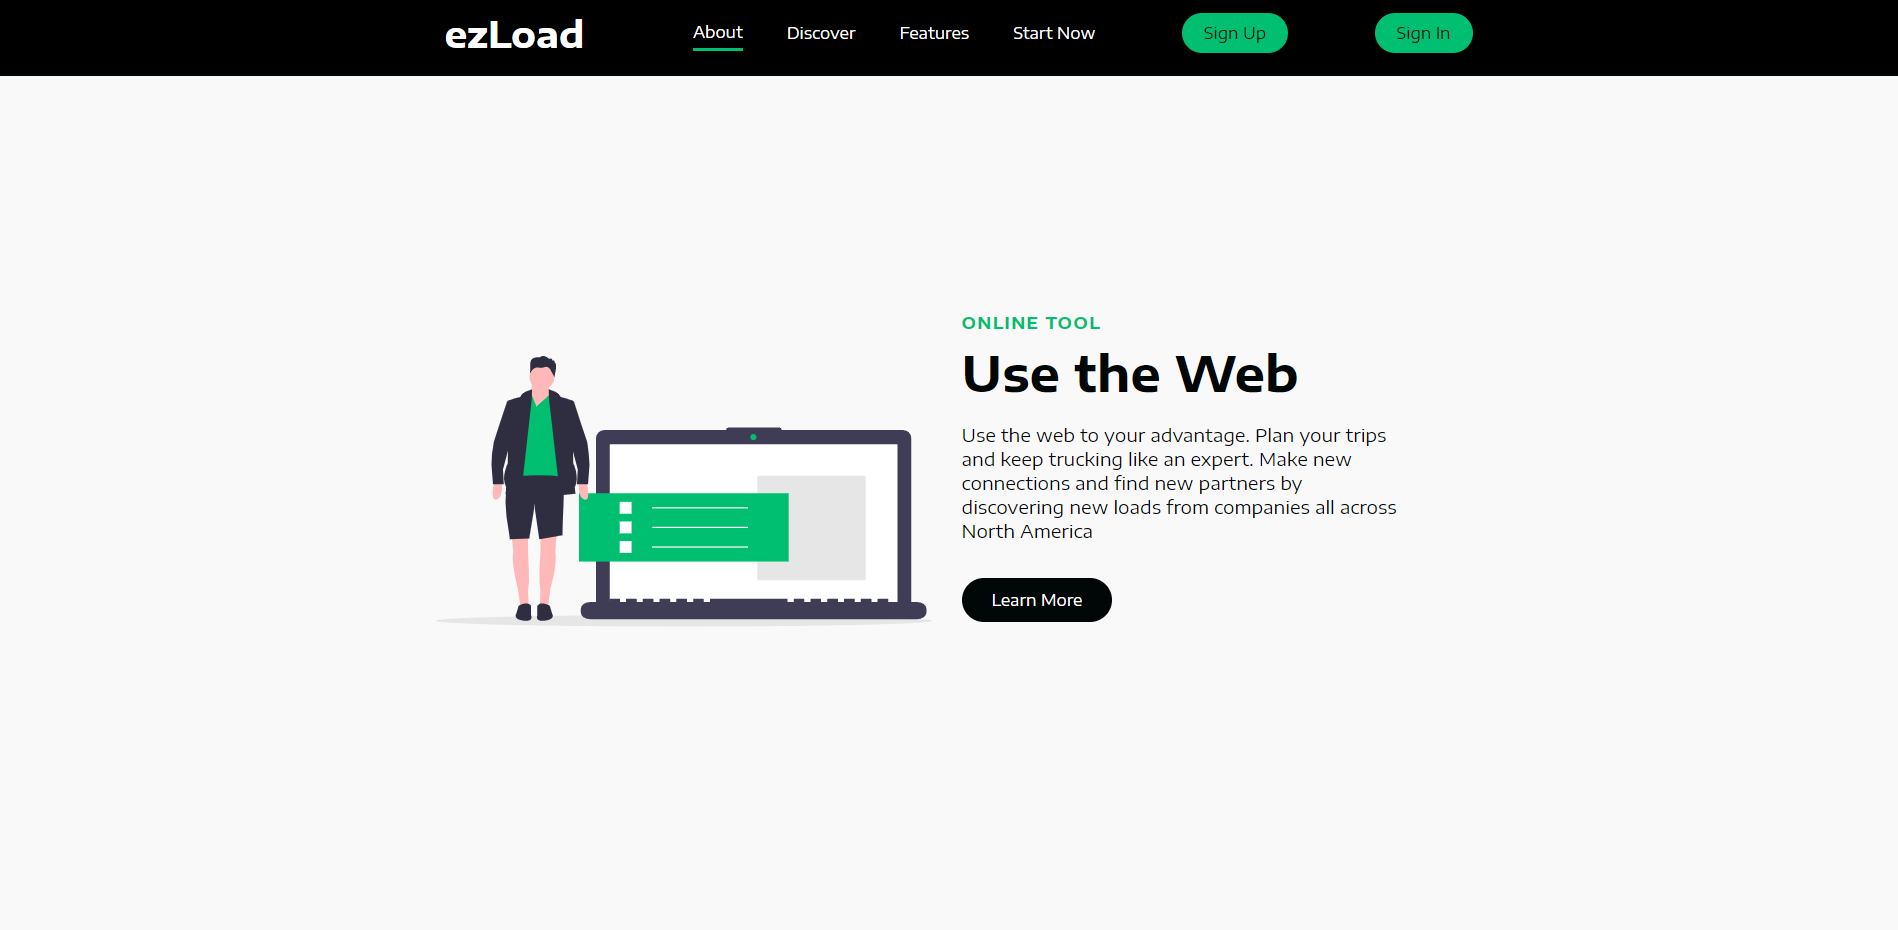 ezLoad
About
Discover
Features
Start Now
Sign Up
Sign In
ONLINE TOOL
Use the Web
Use the web to your advantage. Plan your trips
and keep trucking like an expert. Make new
connections and find new partners by
discovering new loads from companies all across
North America
Learn More